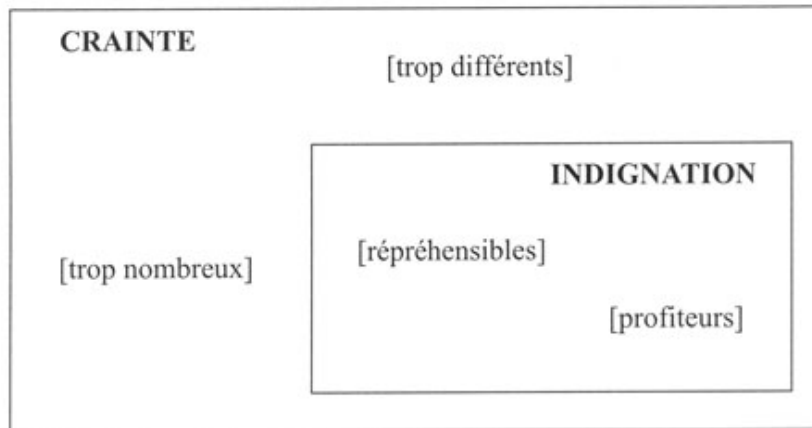 CRAINTE
[trop différents]
INDIGNATION
[répréhensibles]
[trop nombreux]
[profiteurs]